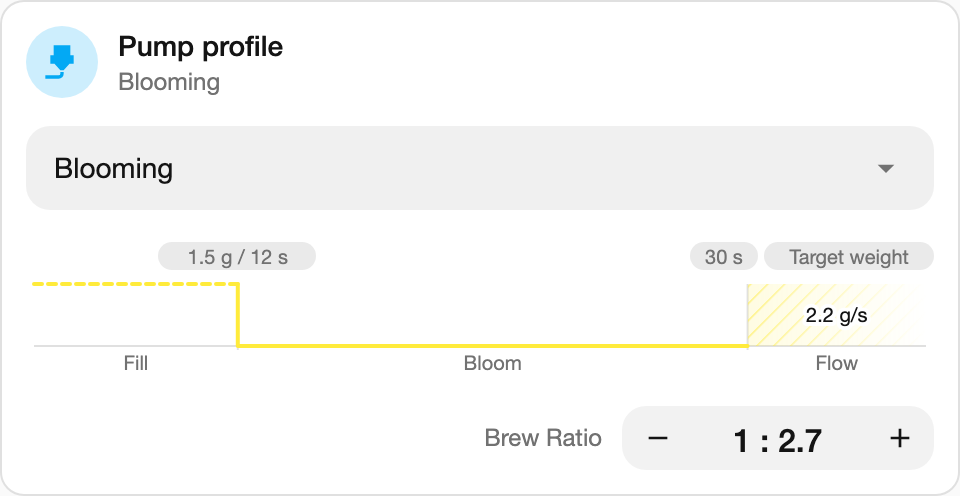 Pump profile
Blooming
Blooming
1.5 g / 12 s
30 s
Target weight
2.2 g/s
Fill
Bloom
Flow
Brew Ratio
− 1 : 2.7 +